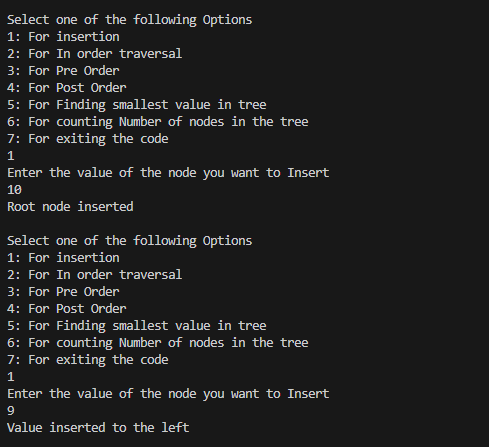 Select one of the following Options
1: For insertion
2: For In order traversal
3: For Pre Order
4: For Post Order
5: For Finding smallest value in tree
6: For counting Number of nodes in the tree
7: For exiting the code
1
Enter the value of the node you want to Insert
10
Root node inserted
Select one of the following Options
1: For insertion
2: For In order traversal
3: For Pre Order
4: For Post Order
5: For Finding smallest value in tree
6: For counting Number of nodes in the tree
7: For exiting the code
1
Enter the value of the node you want to Insert
9
Value inserted to the left